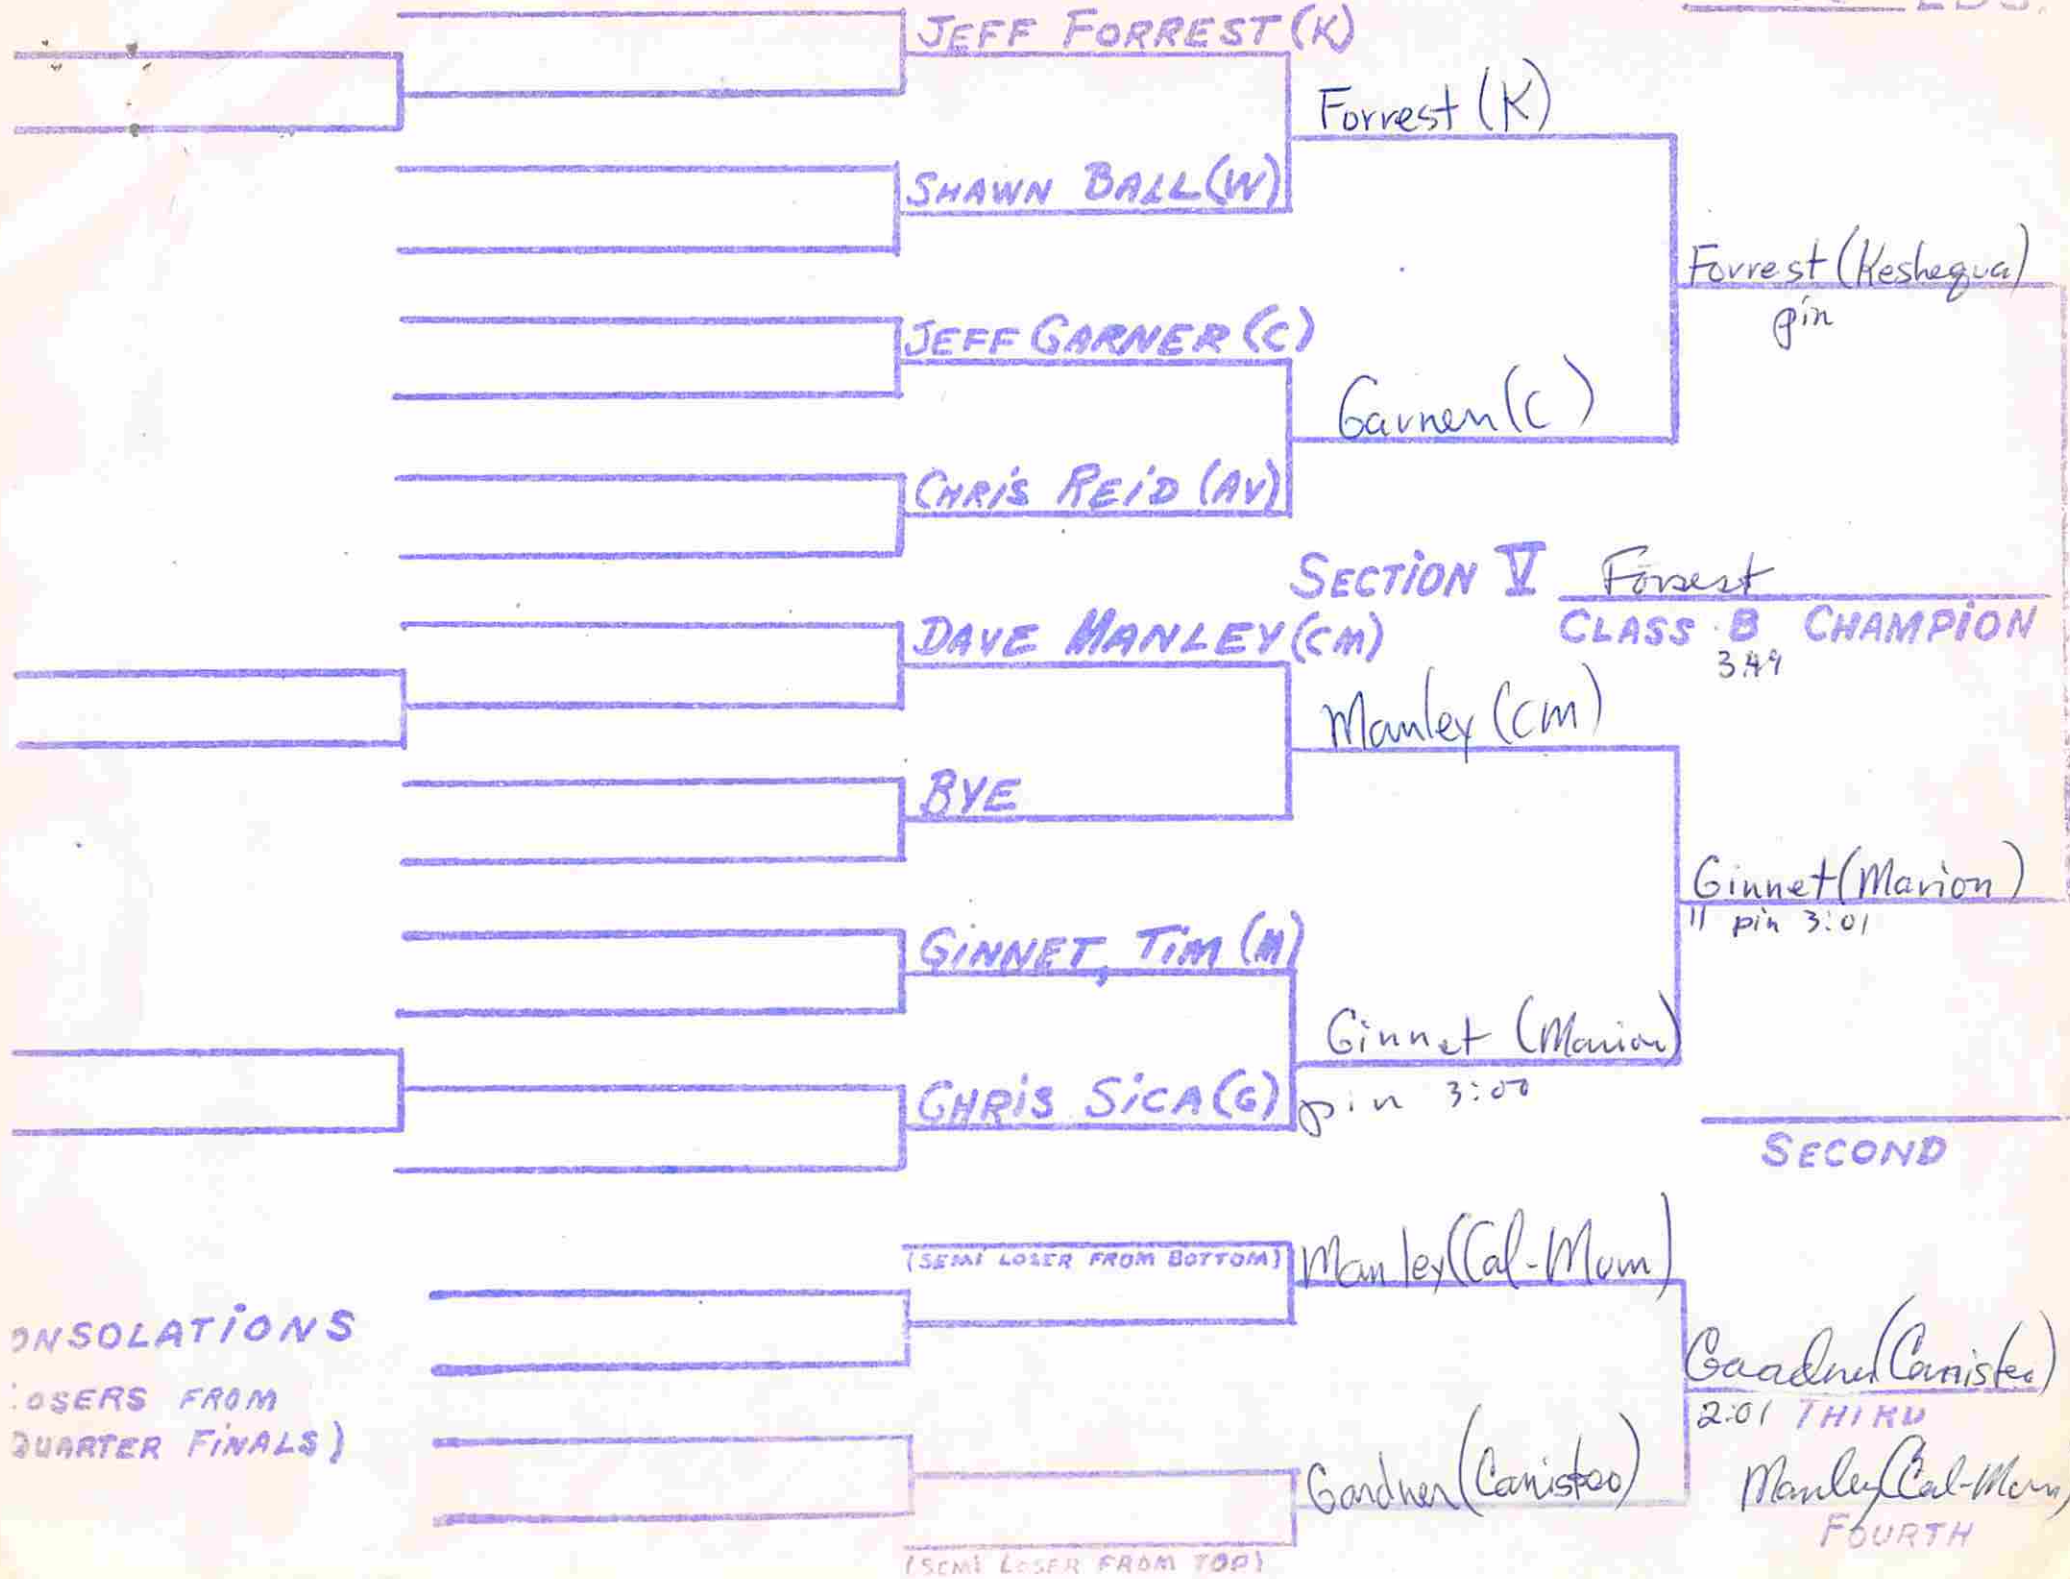 LBS.
JEFF FORREST (K)
Forrest (K)
SHAWN BALL (W)
Forrest (Keshequa)
pin
JEFF GARNER (C)
Garner (C)
CHRIS REID (AV)
SECTION V Forrest
CLASS B CHAMPION
3:49
DAVE MANLEY (CM)
Manley (CM)
BYE
Ginnet (Marion)
pin 3:01
GINNET, TIM (M)
Ginnet (Marion)
pin 3:00
CHRIS SICA (G)
SECOND
(SEMI LOSER FROM BOTTOM)
Manley (Cal-Mum)
ONSOLATIONS
LOSERS FROM
QUARTER FINALS)
Gaadner (Canisteo)
2:01 THIRD
Gardner (Canisteo)
Manley (Cal-Mum)
FOURTH
(SEMI LOSER FROM TOP)